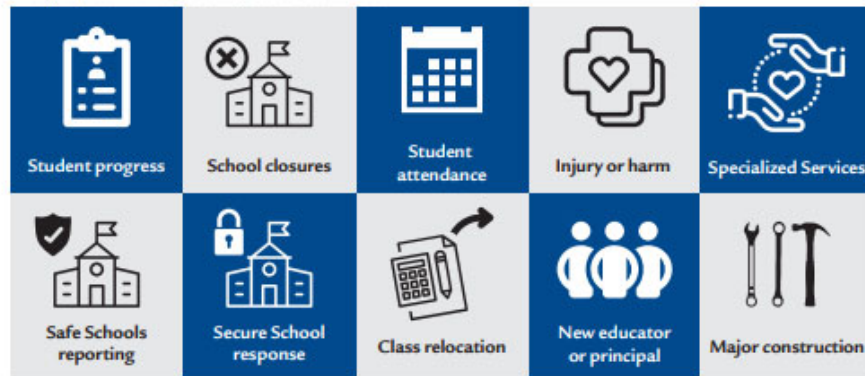 Student progress
School closures
Student
attendance
Injury or harm
Specialized Services
Safe Schools
reporting
Secure School
response
Class relocation
New educator
or principal
Major construction